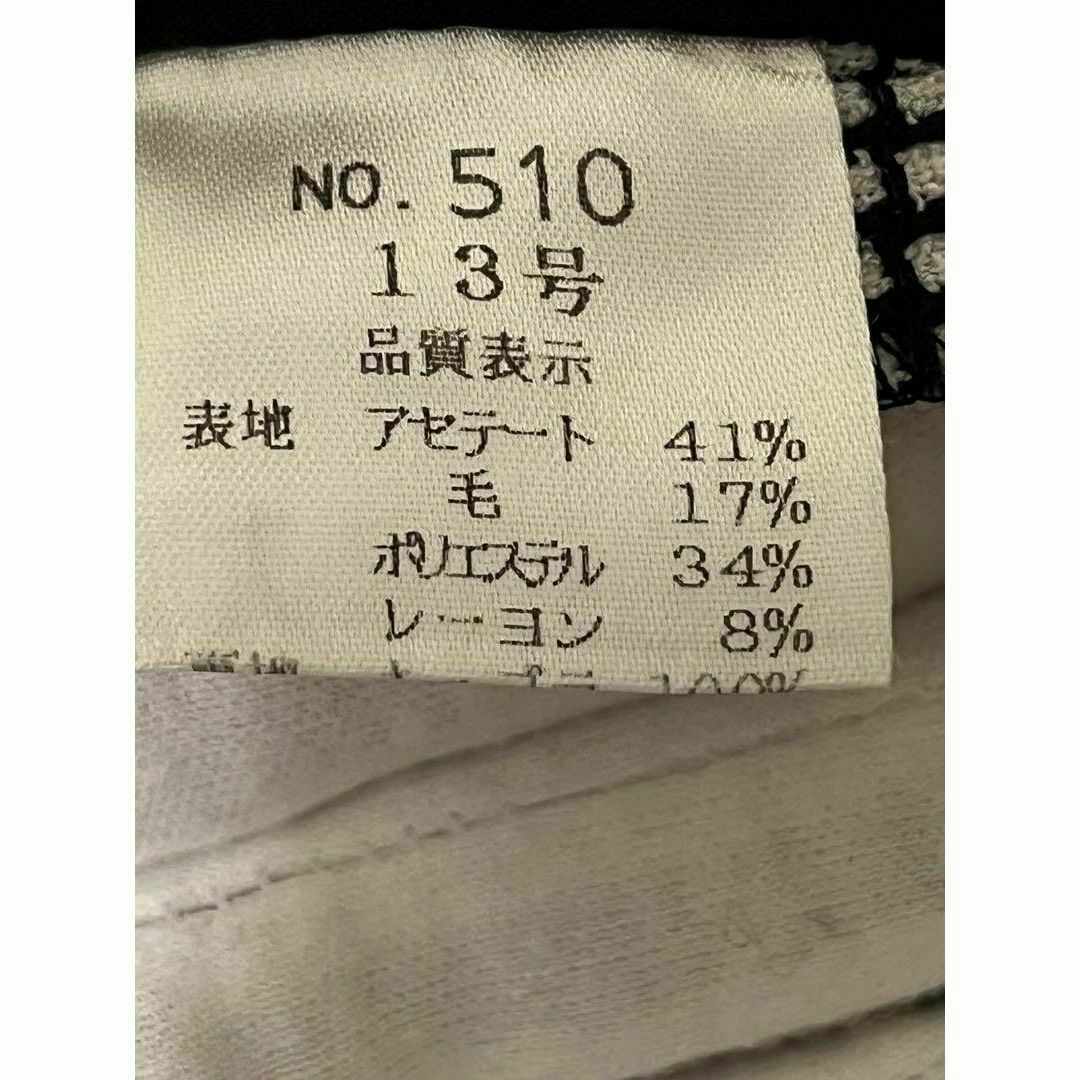 NO. 510
13号
品質表示
表地 アセテート 41%
毛 17%
ポリエステル 34%
レーヨン 8%
100%